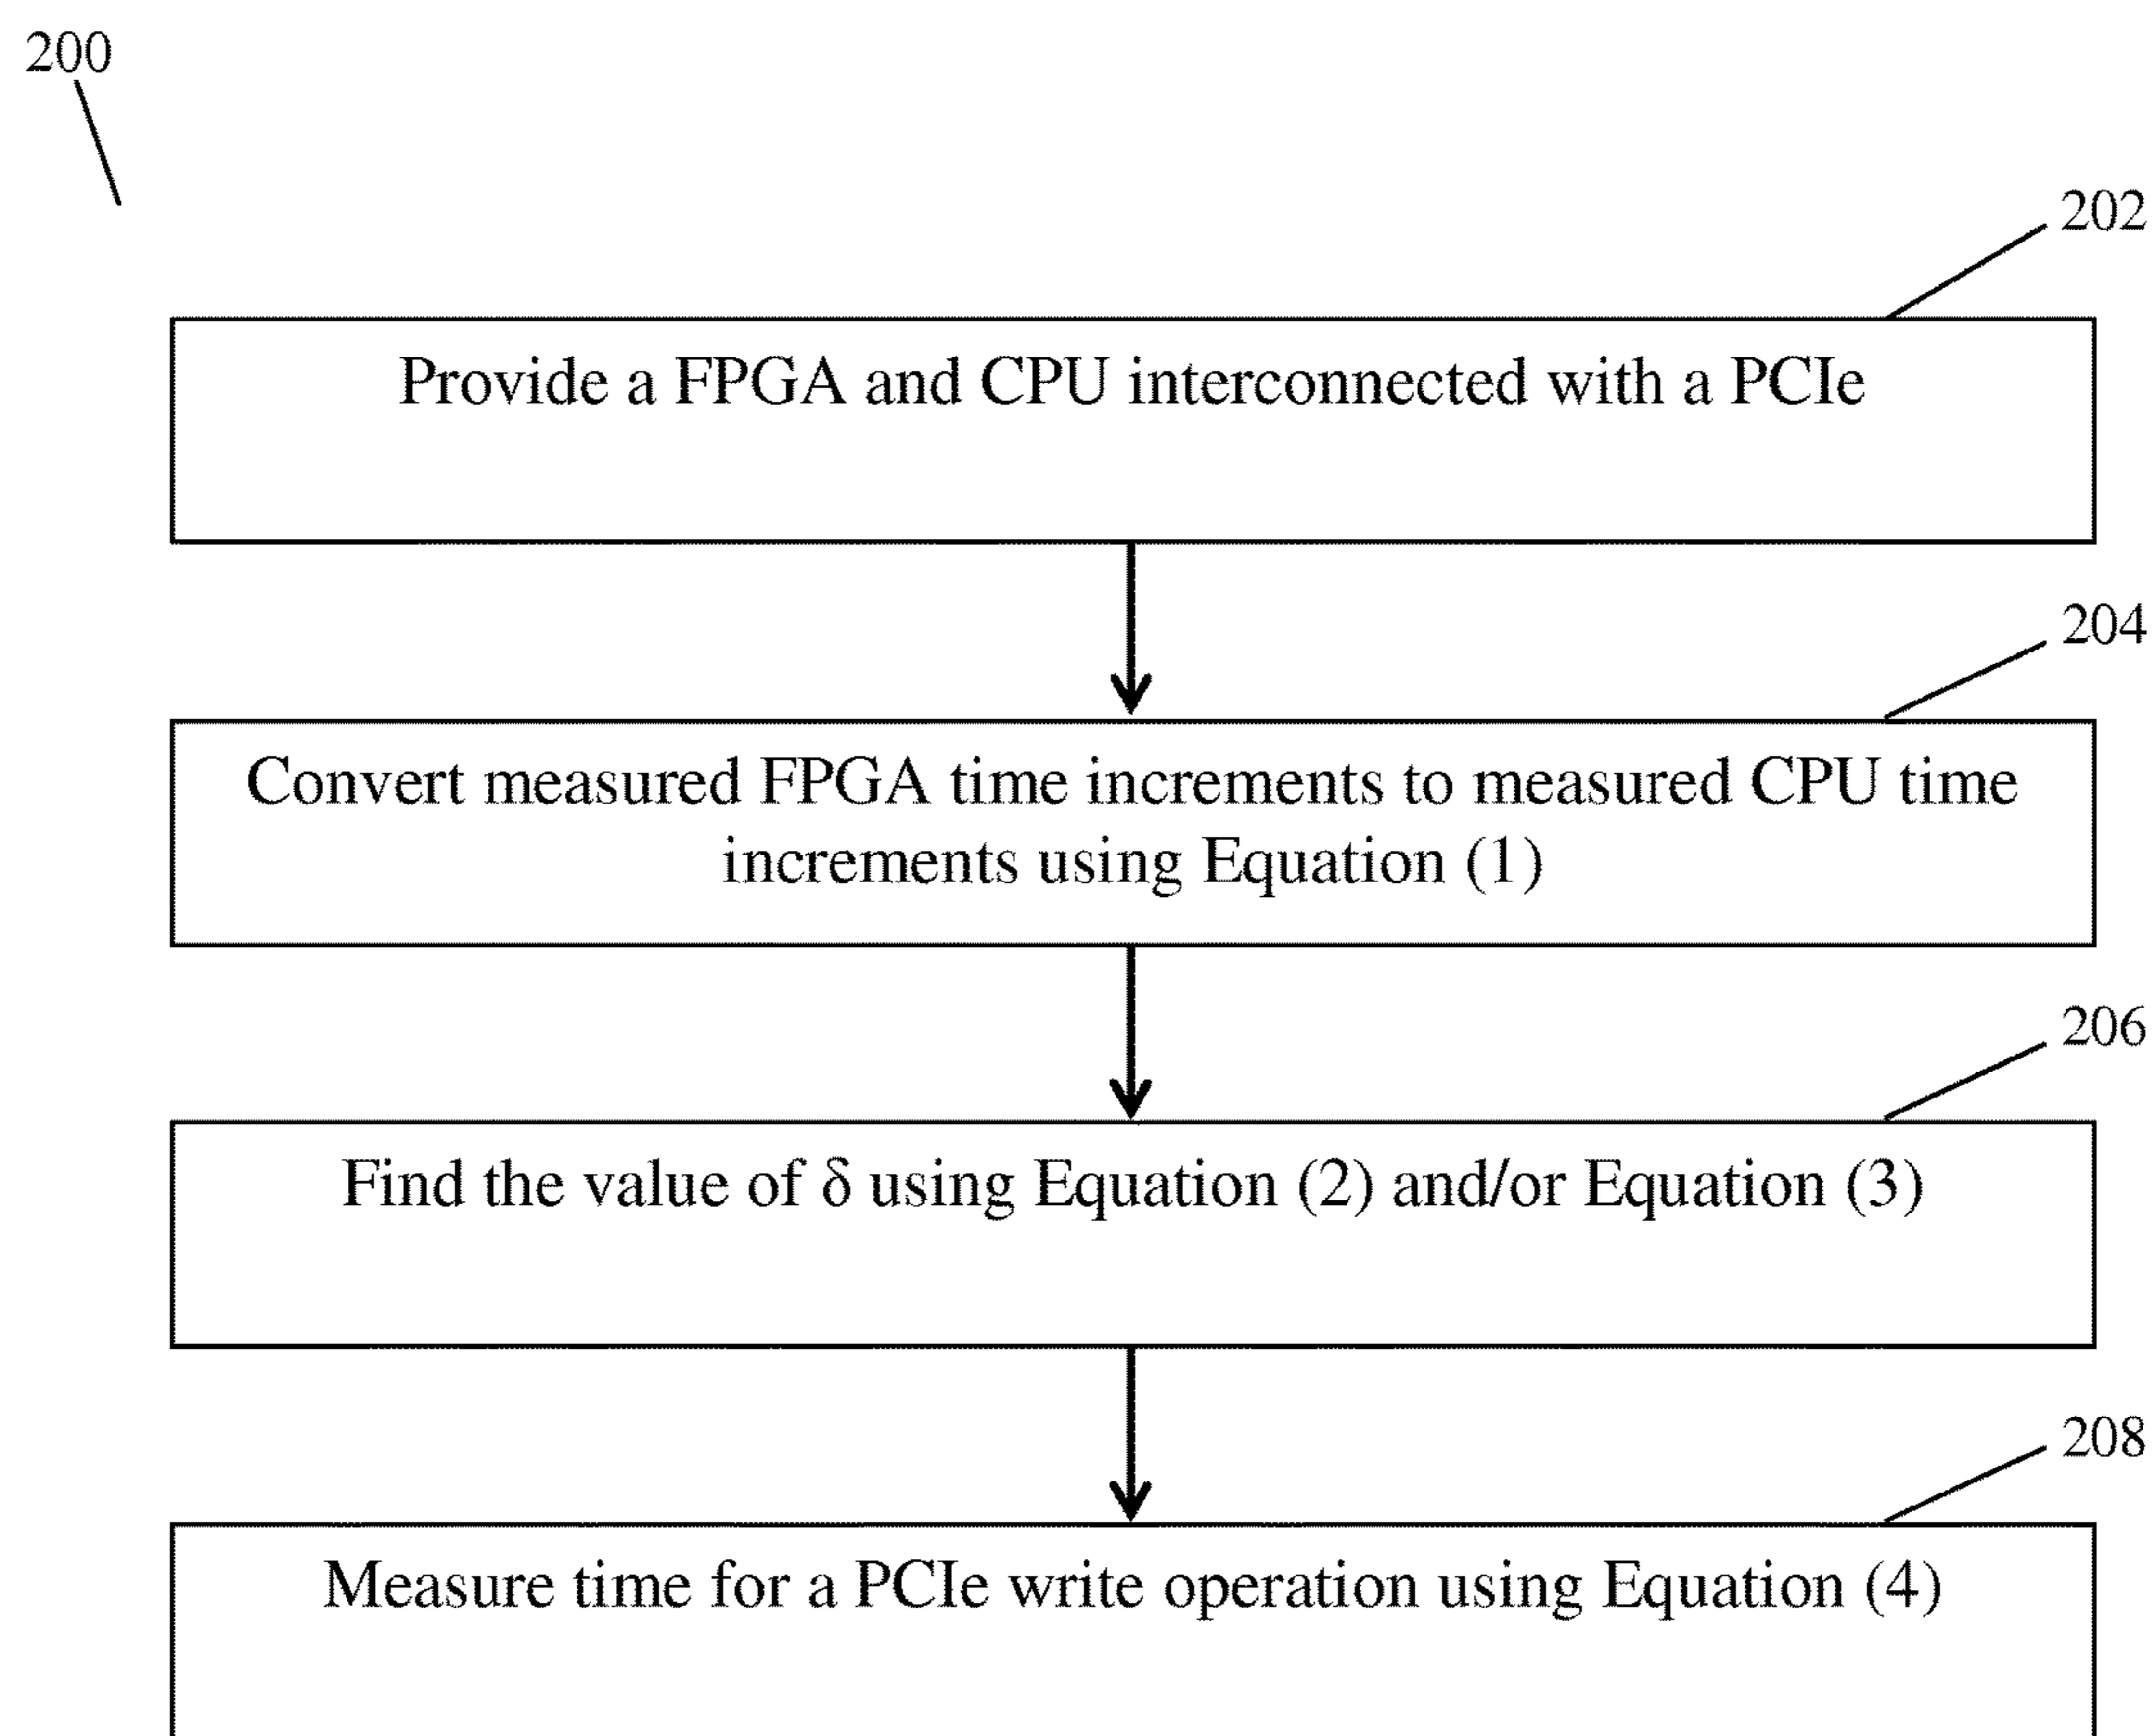 200
202
Provide a FPGA and CPU interconnected with a PCIe
204
Convert measured FPGA time increments to measured CPU time
increments using Equation (1)
206
Find the value of δ using Equation (2) and/or Equation (3)
208
Measure time for a PCIe write operation using Equation (4)